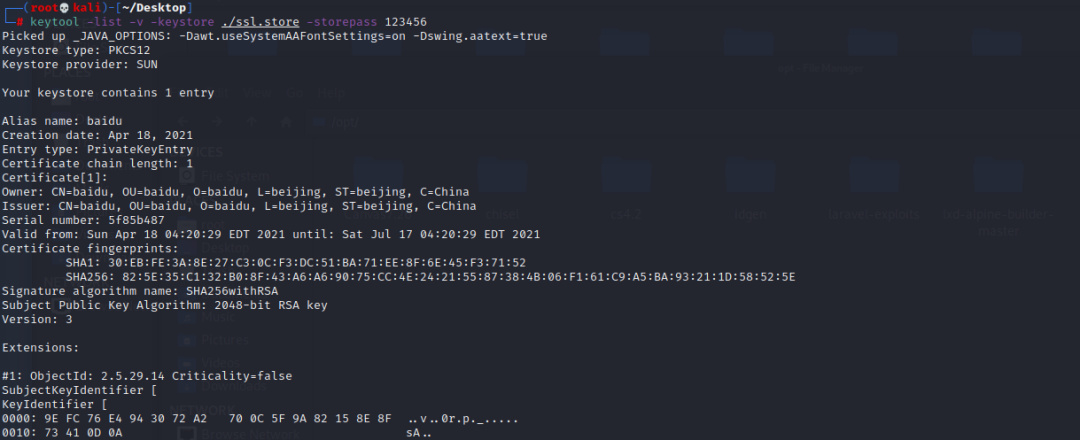 ┌──(root💀kali)-[~/Desktop]
└─# keytool -list -v -keystore ./ssl.store -storepass 123456
Picked up _JAVA_OPTIONS: -Dawt.useSystemAAFontSettings=on -Dswing.aatext=true
Keystore type: PKCS12
Keystore provider: SUN
Your keystore contains 1 entry
Alias name: baidu
Creation date: Apr 18, 2021
Entry type: PrivateKeyEntry
Certificate chain length: 1
Certificate[1]:
Owner: CN=baidu, OU=baidu, O=baidu, L=beijing, ST=beijing, C=China
Issuer: CN=baidu, OU=baidu, O=baidu, L=beijing, ST=beijing, C=China
Serial number: 5f85b487
Valid from: Sun Apr 18 04:20:29 EDT 2021 until: Sat Jul 17 04:20:29 EDT 2021
Certificate fingerprints:
SHA1: 30:EB:FE:3A:8E:27:C3:0C:F3:DC:51:BA:71:EE:8F:6E:45:F3:71:52
SHA256: 82:5E:35:C1:32:B0:8F:43:A6:A6:90:75:CC:4E:24:21:55:87:38:4B:06:F1:61:C9:A5:BA:93:21:1D:58:52:5E
Signature algorithm name: SHA256withRSA
Subject Public Key Algorithm: 2048-bit RSA key
Version: 3
Extensions:
#1: ObjectId: 2.5.29.14 Criticality=false
SubjectKeyIdentifier [
KeyIdentifier [
0000: 9E FC 76 E4 94 30 72 A2   70 0C 5F 9A 82 15 8E 8F  ..v..0r.p._.....
0010: 73 41 0D 0A                                        sA..